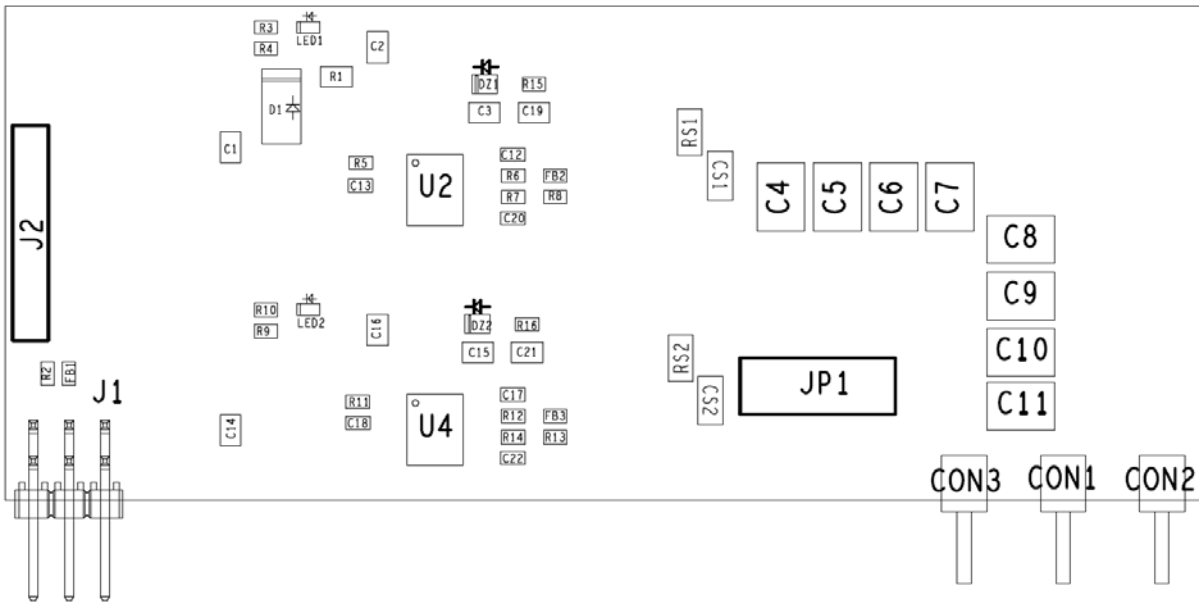 R3
R4
LED1
C2
R1
D1
DZ1
R15
C3
C19
C1
R5
C13
U2
C12
R6
FB2
R7
R8
C20
RS1
CS1
C4
C5
C6
C7
C8
C9
C10
C11
J2
R10
R9
LED2
C16
DZ2
R16
C15
C21
R2
FB1
J1
C14
R11
C18
U4
C17
R12
FB3
R14
R13
C22
RS2
CS2
JP1
CON3
CON1
CON2